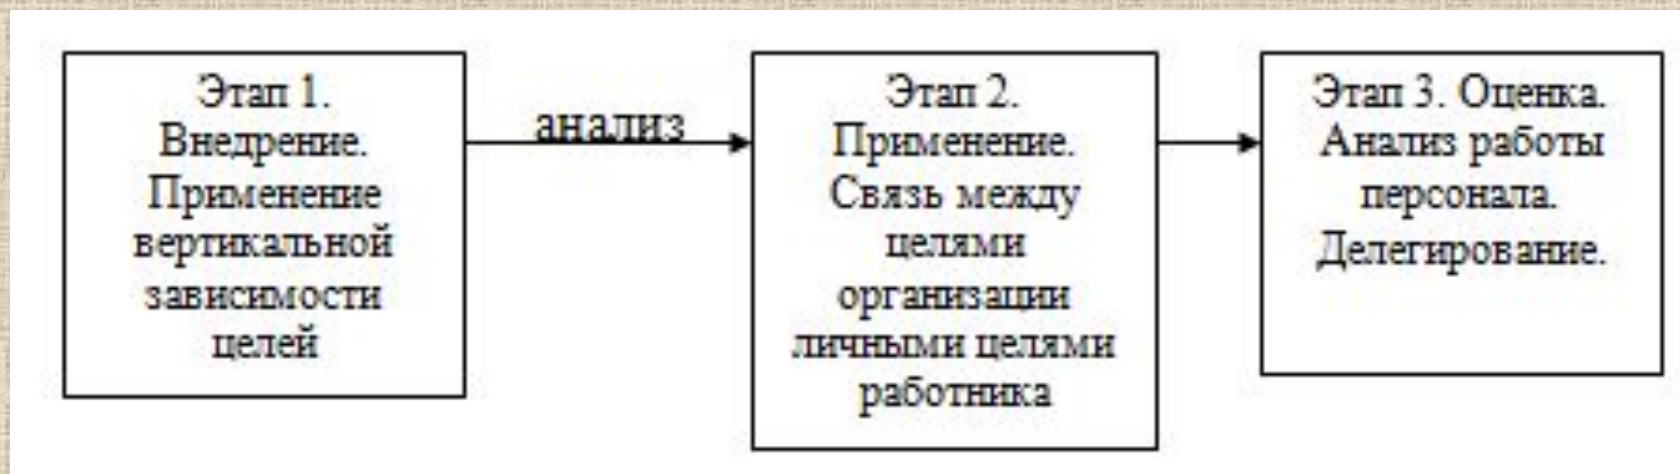 Этап 1.
Внедрение.
Применение
вертикальной
зависимости
целей
анализ
Этап 2.
Применение.
Связь между
целями
организации
личными целями
работника
Этап 3. Оценка.
Анализ работы
персонала.
Делегирование.